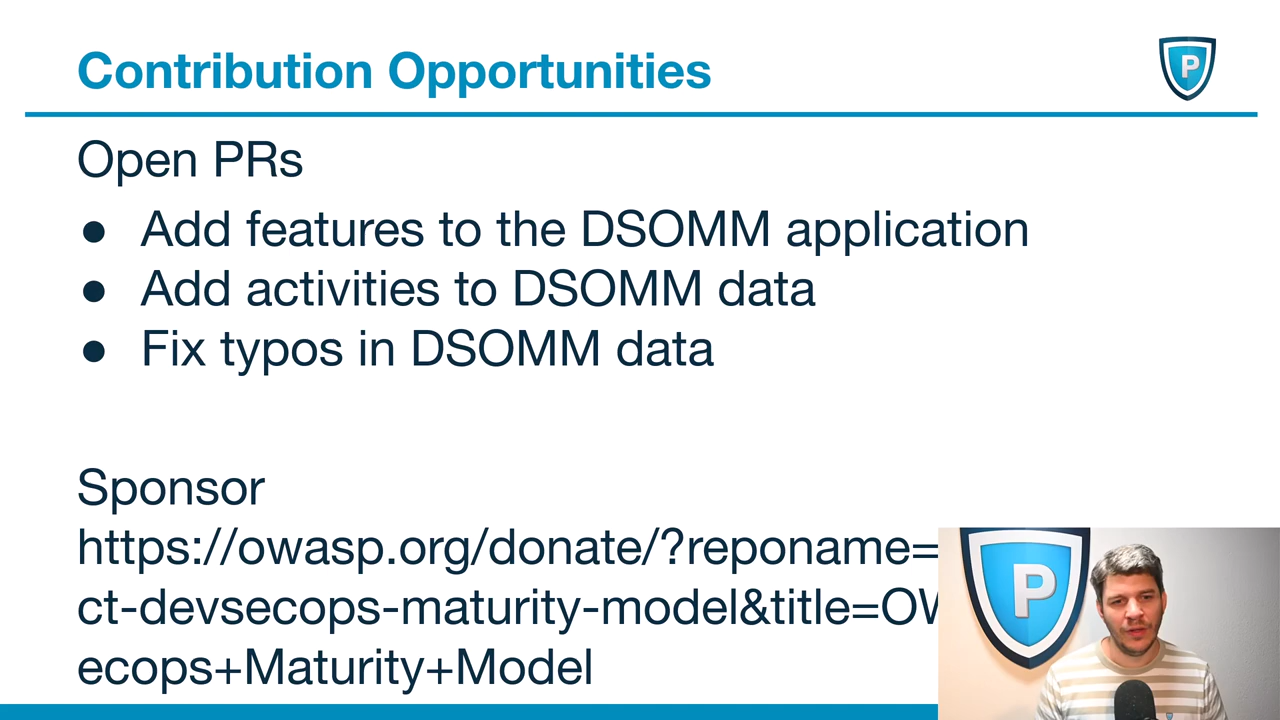 Contribution Opportunities
P
Open PRs
● Add features to the DSOMM application
● Add activities to DSOMM data
● Fix typos in DSOMM data
Sponsor
https://owasp.org/donate/?reponame=
ct-devsecops-maturity-model&title=OW
ecops+Maturity+Model
P